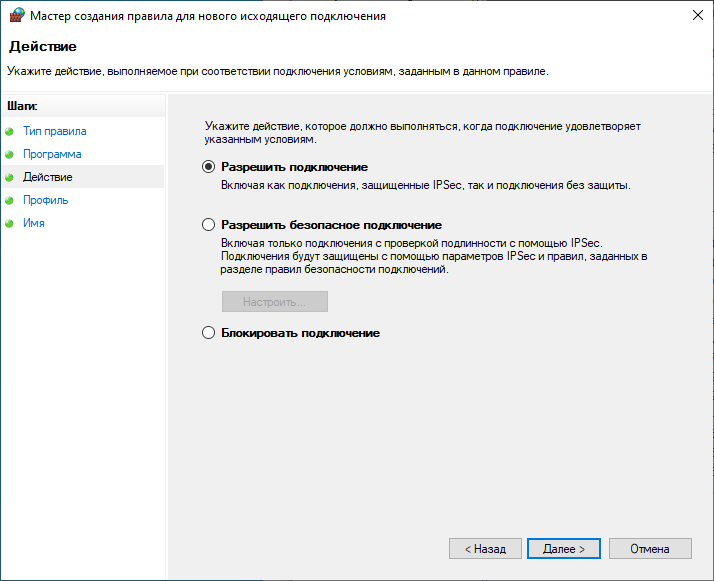 Мастер создания правила для нового исходящего подключения
Действие
Укажите действие, выполняемое при соответствии подключения условиям, заданным в данном правиле.
Шаги:
Тип правила
Программа
Действие
Профиль
Имя
Укажите действие, которое должно выполняться, когда подключение удовлетворяет
указанным условиям.
Разрешить подключение
Включая как подключения, защищенные IPSec, так и подключения без защиты.
Разрешить безопасное подключение
Включая только подключения с проверкой подлинности с помощью IPSec.
Подключения будут защищены с помощью параметров IPSec и правил, заданных в
разделе правил безопасности подключений.
Настроить...
Блокировать подключение
< Назад
Далее >
Отмена